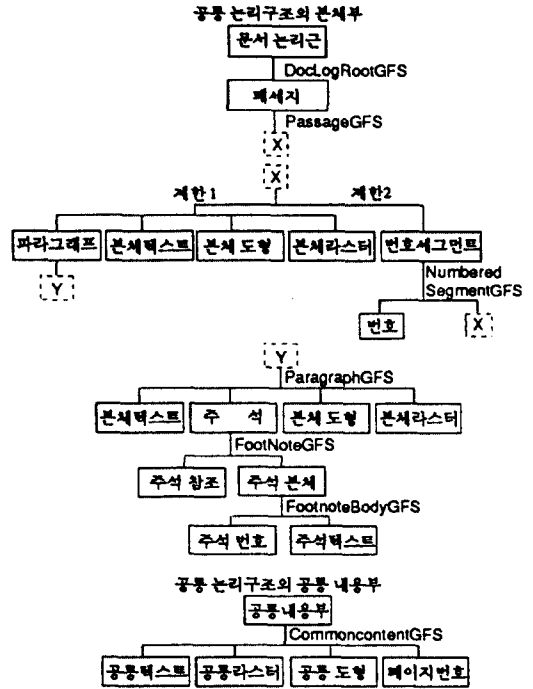 공통 논리구조의 본체부
문서 논리근
DocLogRootGFS
패세지
PassageGFS
X
X
제한1 제한2
파라그래프 본체텍스트 본체 도형 본체라스터 번호세그먼트
Y
Numbered
SegmentGFS
번호 X
Y
ParagraphGFS
본체텍스트 주 석 본체 도형 본체라스터
FootNoteGFS
주석 참조 주석 본체
FootnoteBodyGFS
주석 번호 주석텍스트
공통 논리구조의 공통 내용부
공통내용부
CommoncontentGFS
공통텍스트 공통라스터 공통 도형 페이지번호